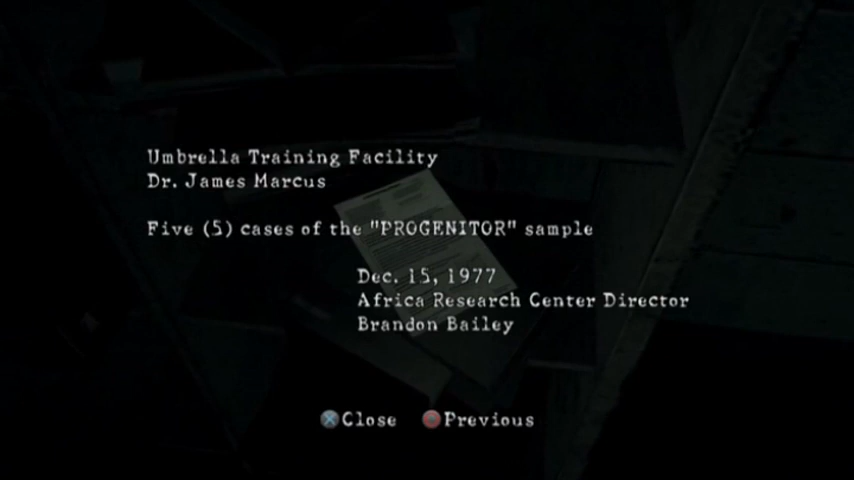 Umbrella Training Facility
Dr. James Marcus
Five (5) cases of the "PROGENITOR" sample
Dec. 15, 1977
Africa Research Center Director
Brandon Bailey
Close Previous